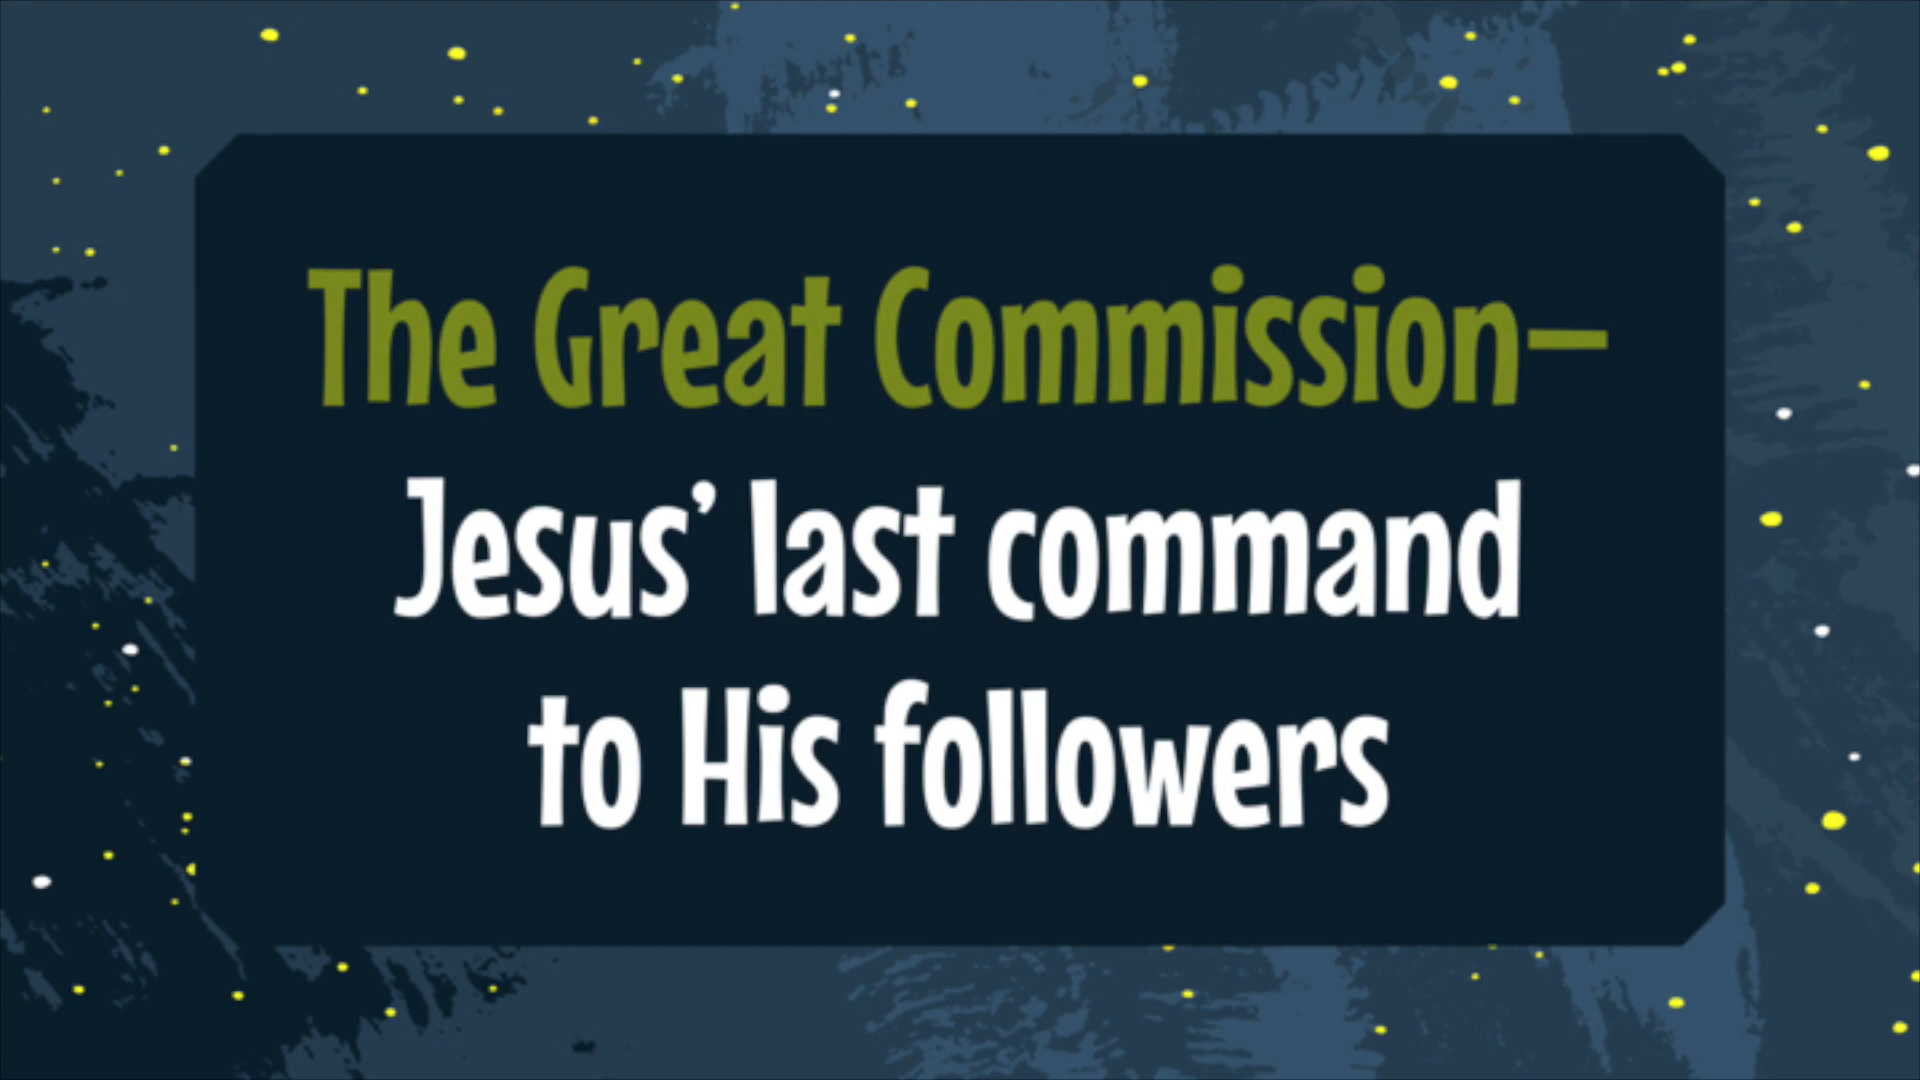 The Great Commission–
Jesus’ last command
to His followers